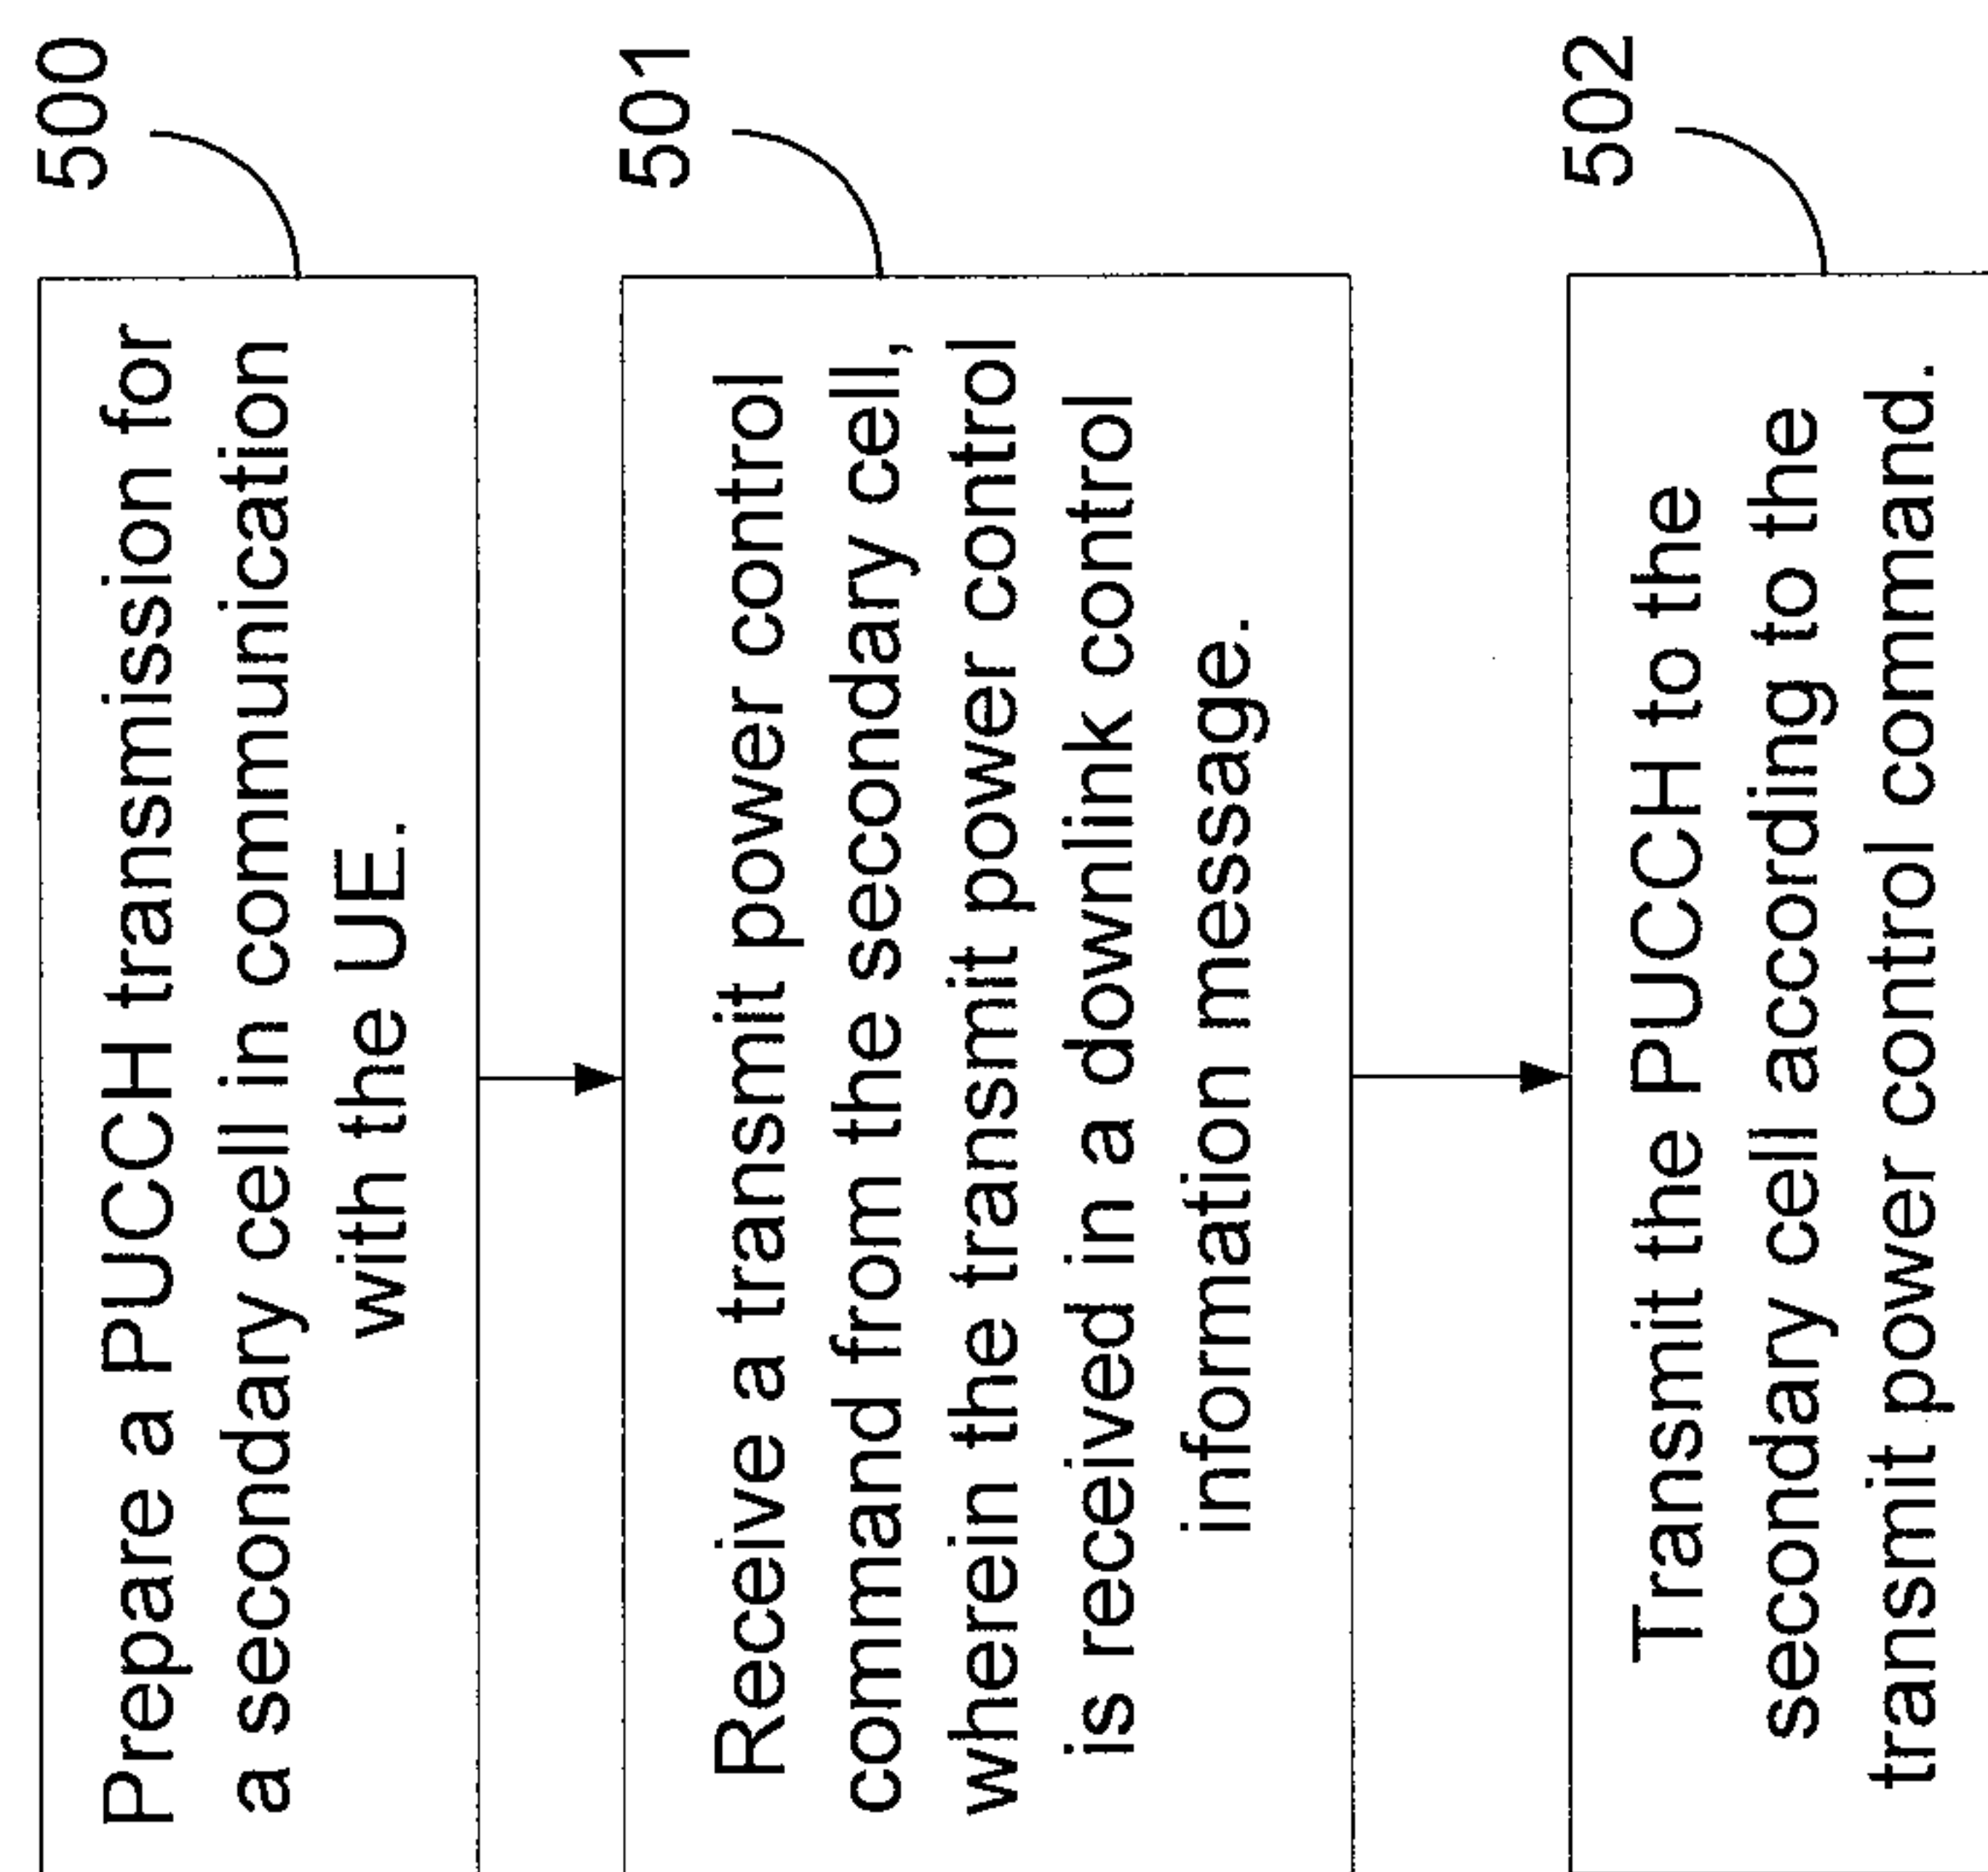 500
Prepare a PUCCH transmission for
a secondary cell in communication
with the UE.
501
Receive a transmit power control
command from the secondary cell,
wherein the transmit power control
is received in a downlink control
information message.
502
Transmit the PUCCH to the
secondary cell according to the
transmit power control command.